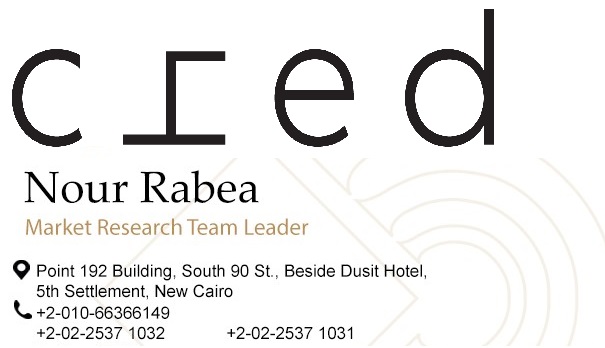 cred
Nour Rabea
Market Research Team Leader
Point 192 Building, South 90 St., Beside Dusit Hotel,
5th Settlement, New Cairo
+2-010-66366149
+2-02-2537 1032 +2-02-2537 1031